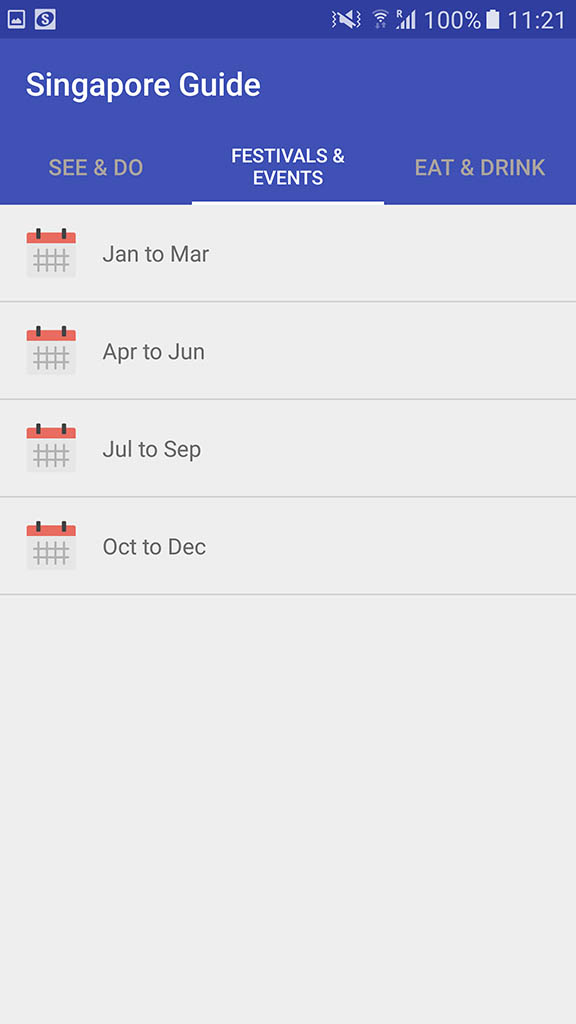 R 100% 11:21
Singapore Guide
SEE & DO
FESTIVALS &
EVENTS
EAT & DRINK
Jan to Mar
Apr to Jun
Jul to Sep
Oct to Dec